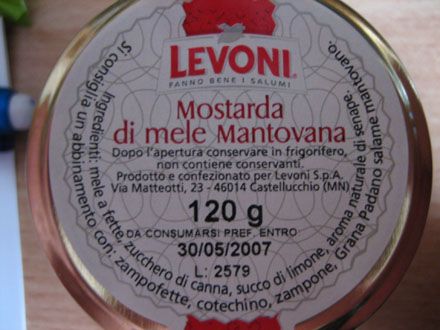 LEVONI
FANNO BENE I SALUMI
Mostarda
di mele Mantovana
Dopo l'apertura conservare in frigorifero,
non contiene conservanti.
Prodotto e confezionato per Levoni S.p.A.
Via Matteotti, 23 - 46014 Castellucchio (MN)
120 g
DA CONSUMARSI PREF. ENTRO
30/05/2007
L: 2579
Ingredienti: mele a fette, zucchero di canna, succo di limone, aroma naturale di senape.
Si consiglia un abbinamento con: zampofette, cotechino, zampone, Grana Padano salame mantovano.